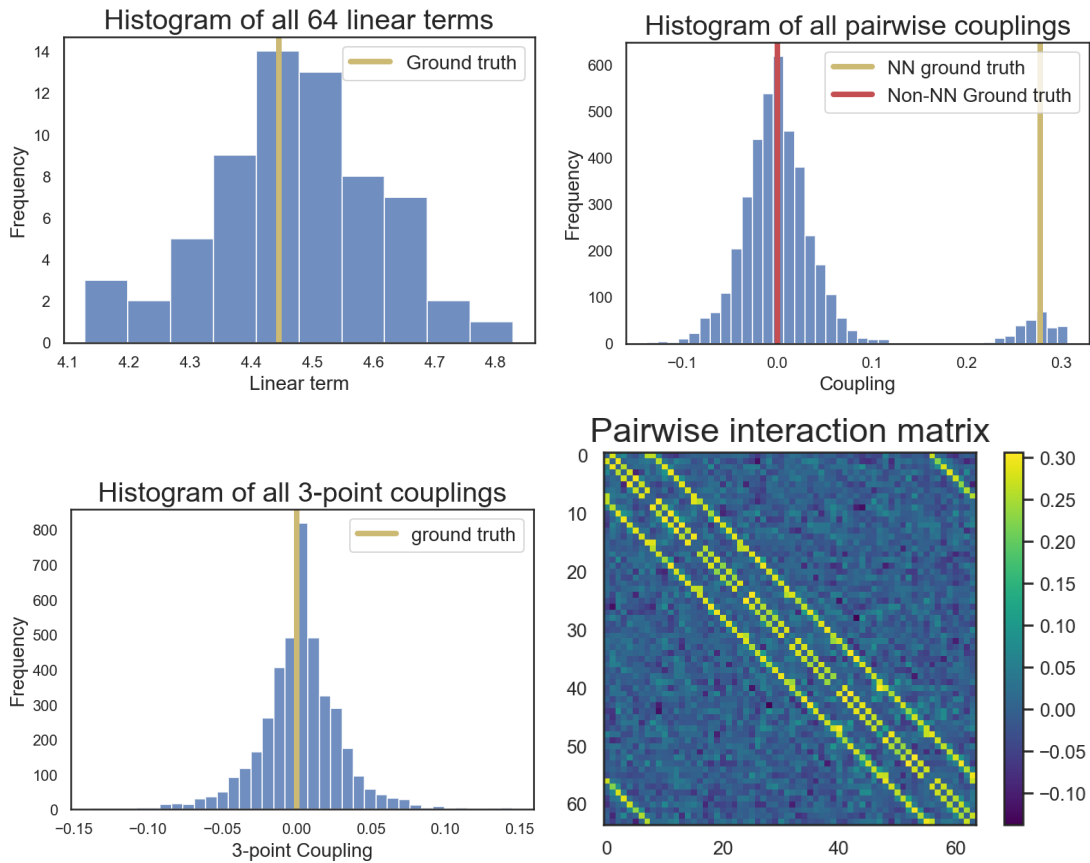 Histogram of all 64 linear terms
Ground truth
14
12
10
8
6
4
2
0
4.1 4.2 4.3 4.4 4.5 4.6 4.7 4.8
Frequency
Linear term
Histogram of all pairwise couplings
NN ground truth
Non-NN Ground truth
600
500
400
300
200
100
0
−0.1 0.0 0.1 0.2 0.3
Frequency
Coupling
Histogram of all 3-point couplings
ground truth
800
700
600
500
400
300
200
100
0
−0.15 −0.10 −0.05 0.00 0.05 0.10 0.15
Frequency
3-point Coupling
Pairwise interaction matrix
0
10
20
30
40
50
60
0 20 40 60
0.30
0.25
0.20
0.15
0.10
0.05
0.00
−0.05
−0.10